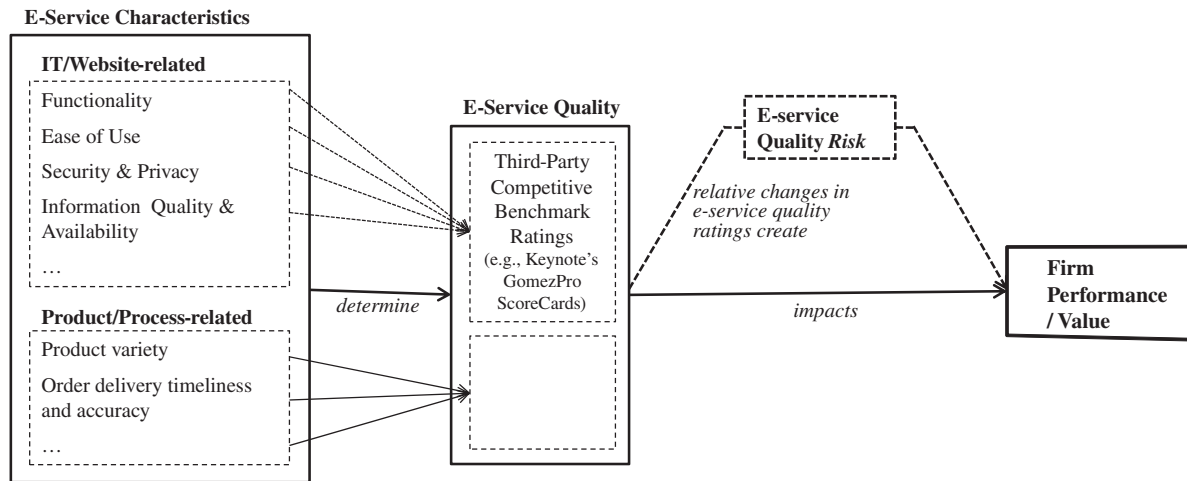 E-Service Characteristics
IT/Website-related
Functionality
Ease of Use
Security & Privacy
Information Quality &
Availability
…
Product/Process-related
Product variety
Order delivery timeliness
and accuracy
…
determine
E-Service Quality
Third-Party
Competitive
Benchmark
Ratings
(e.g., Keynote's
GomezPro
ScoreCards)
E-service
Quality Risk
relative changes in
e-service quality
ratings create
impacts
Firm
Performance
/ Value